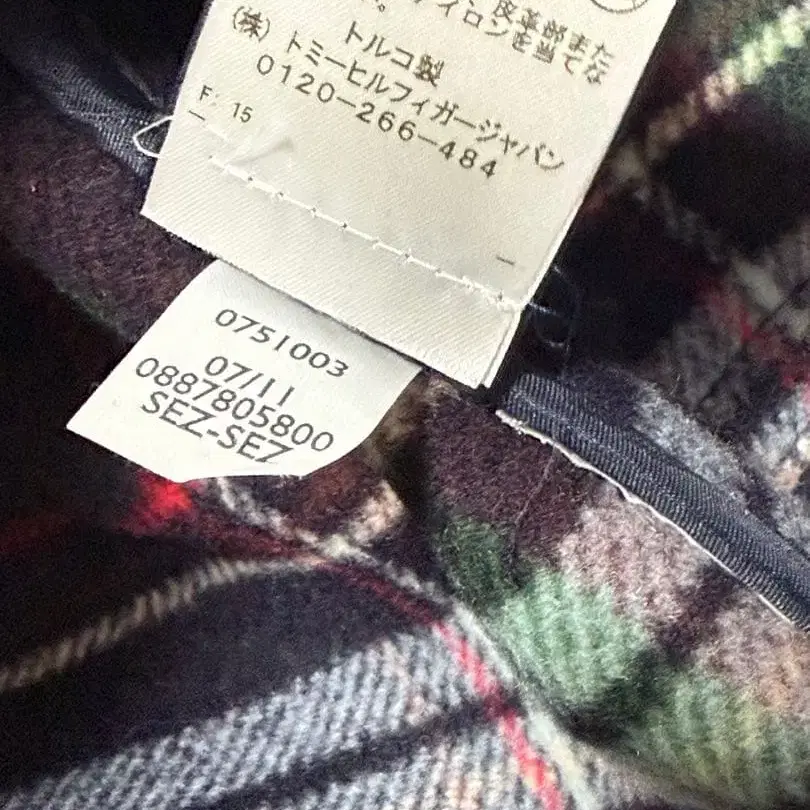 皮革部また
アイロンを当てな
トルコ製
(株)トミーヒルフィガージャパン
0120-266-484
F: 15
0751003
07/11
0887805800
SEZ-SEZ